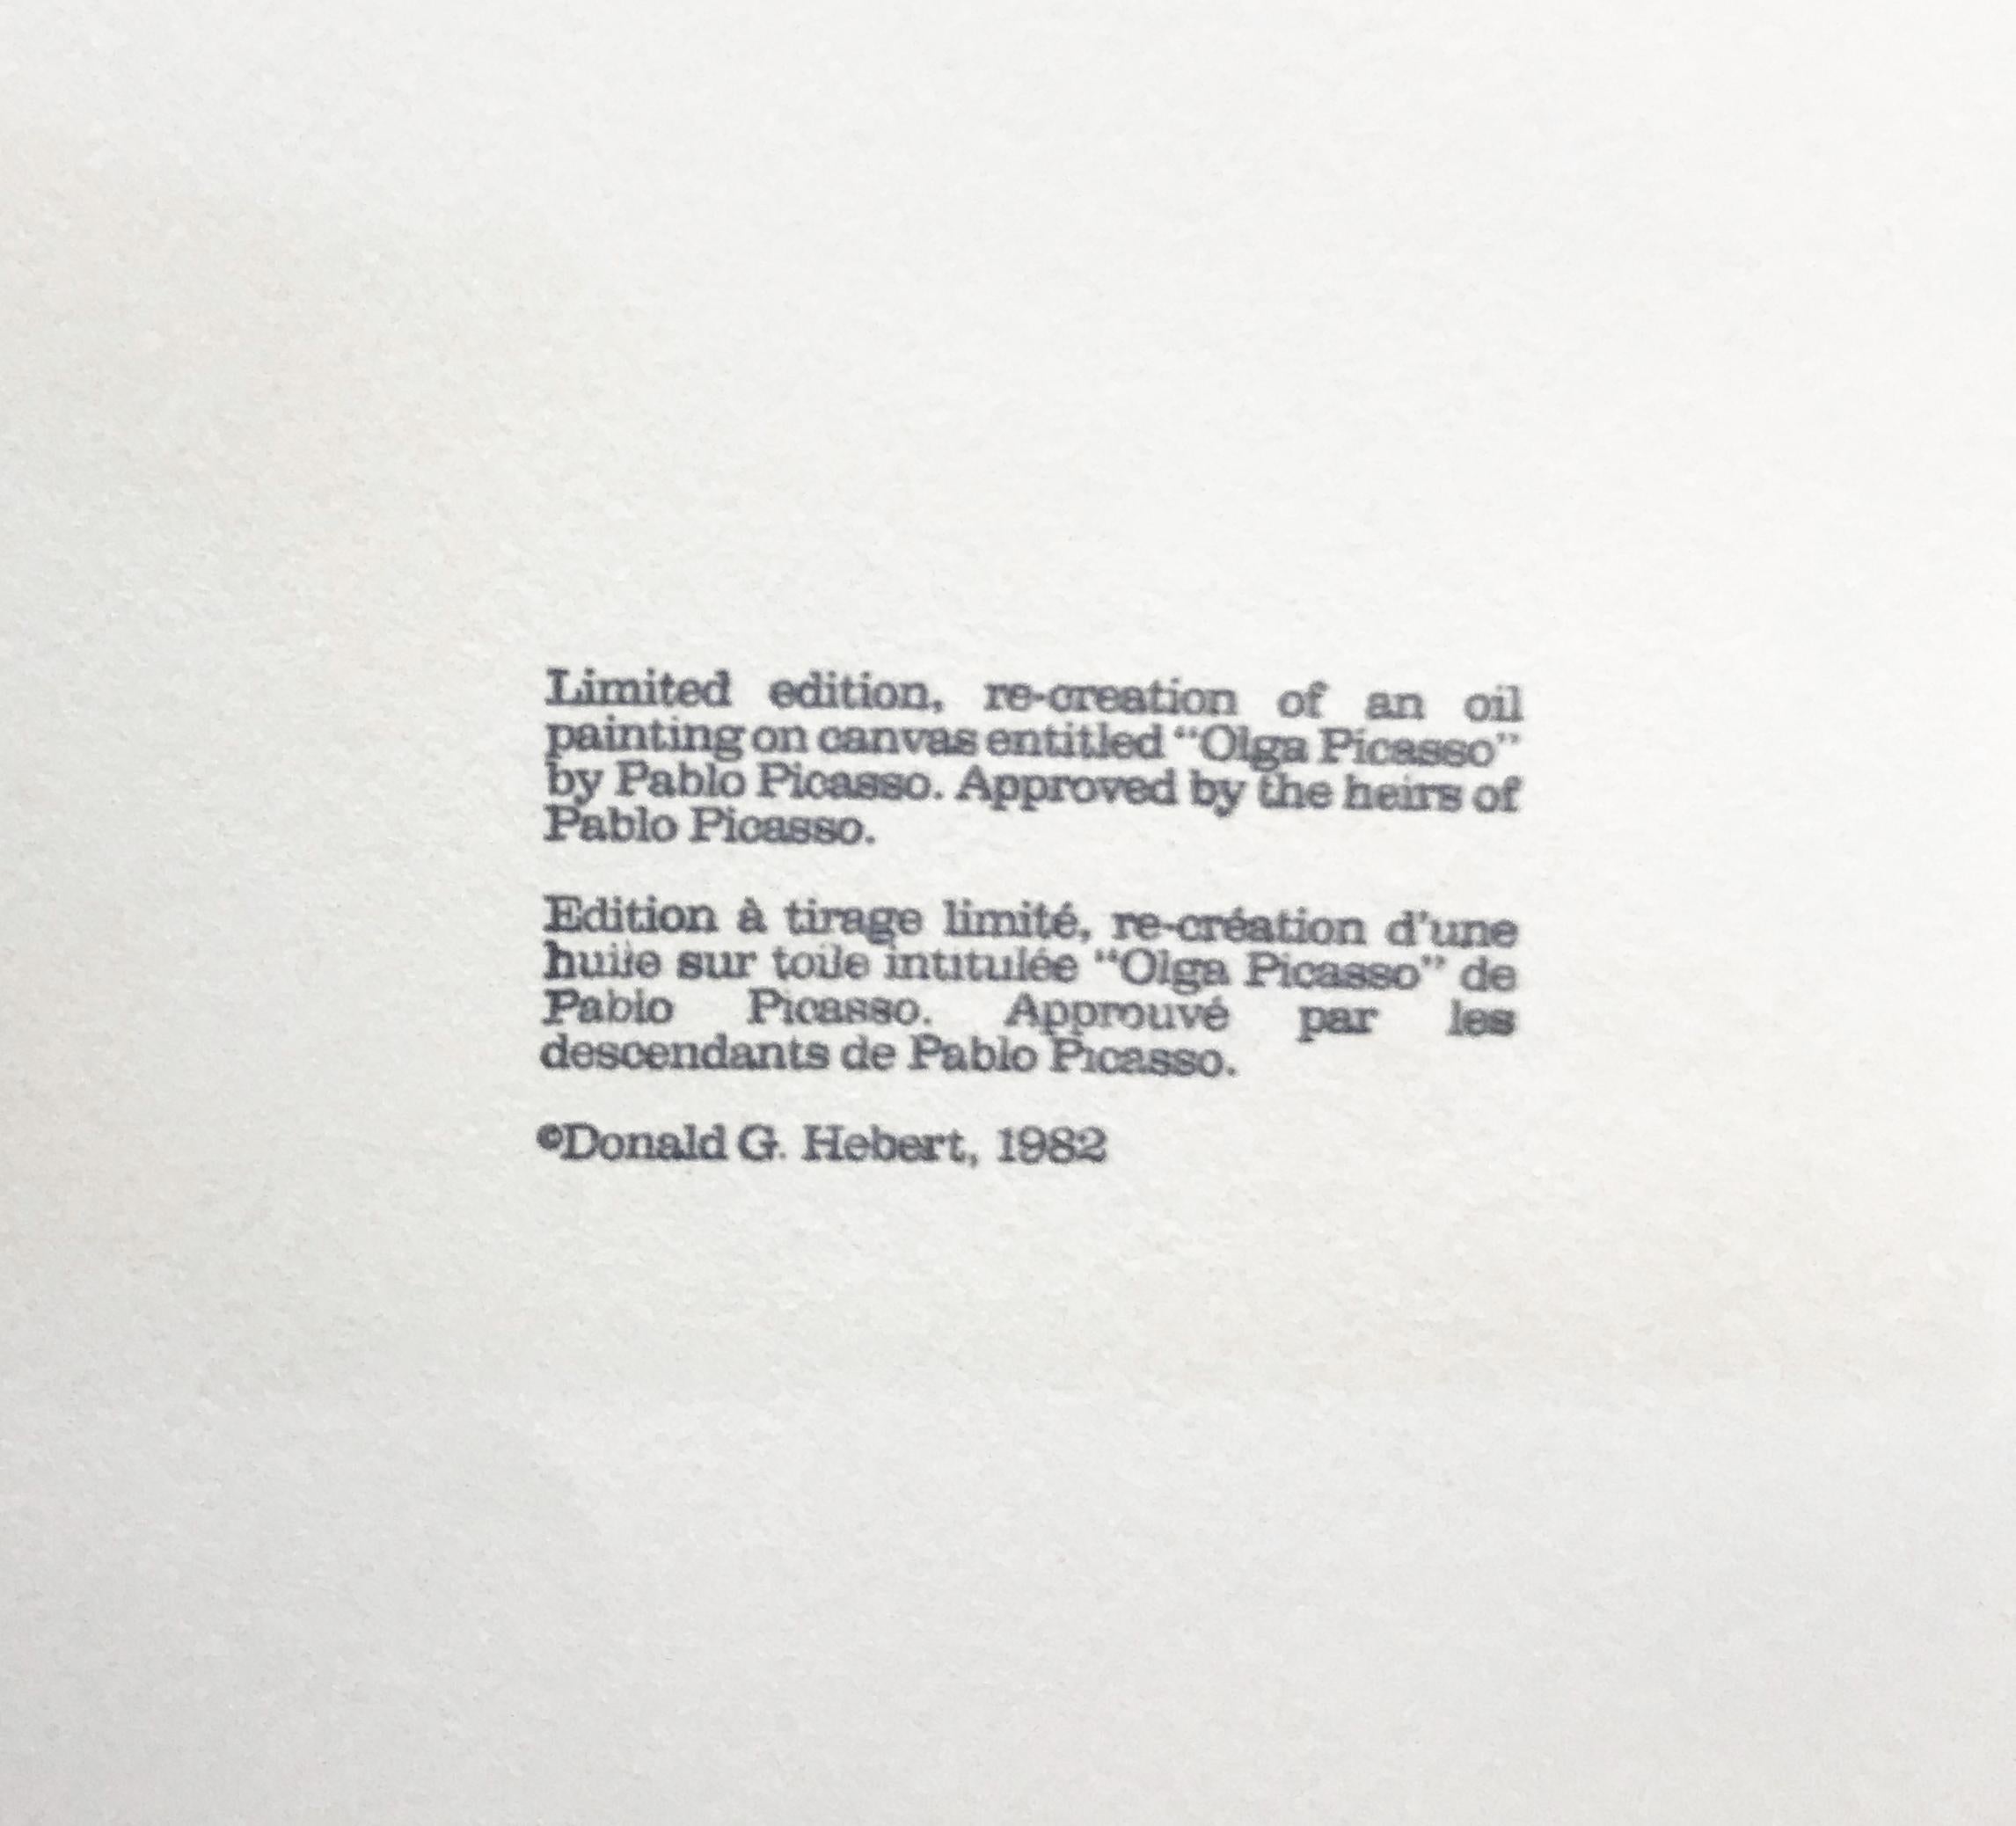 Limited edition, re-creation of an oil
painting on canvas entitled “Olga Picasso”
by Pablo Picasso. Approved by the heirs of
Pablo Picasso.
Edition à tirage limité, re-création d’une
huile sur toile intitulée “Olga Picasso” de
Pablo Picasso. Approuvé par les
descendants de Pablo Picasso.
©Donald G. Hebert, 1982